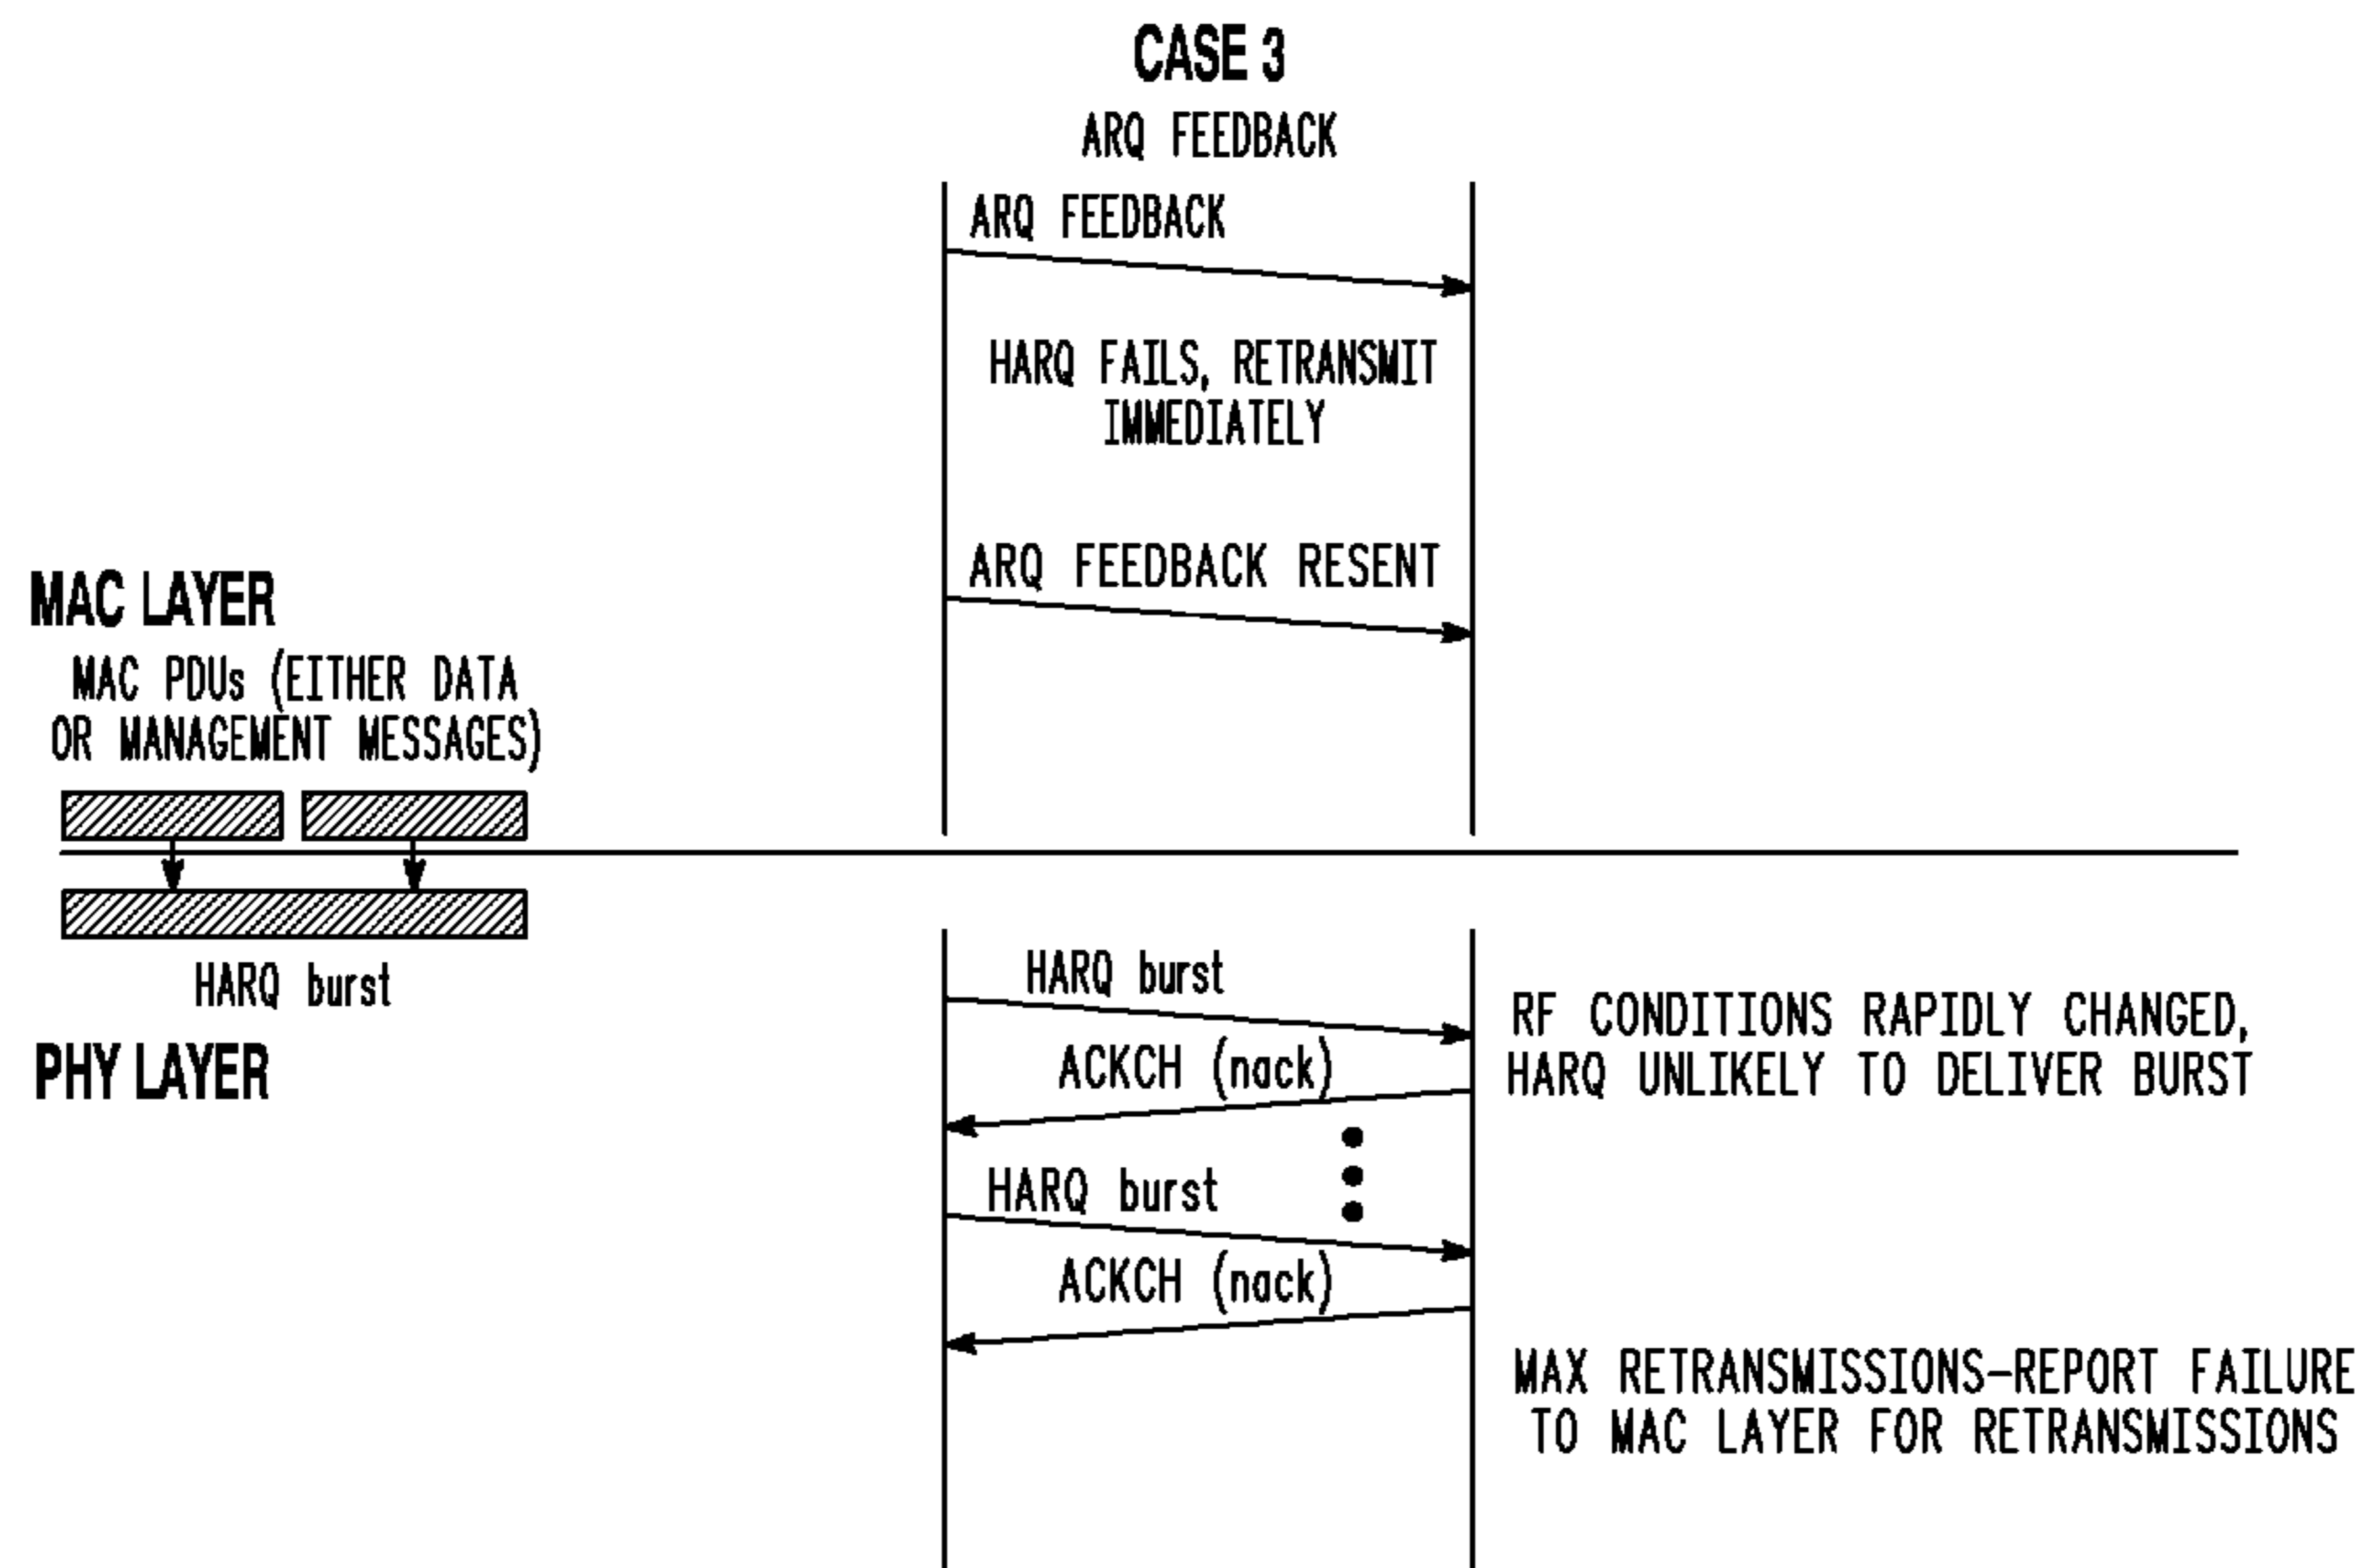 CASE 3
ARQ FEEDBACK
ARQ FEEDBACK
HARQ FAILS, RETRANSMIT
IMMEDIATELY
ARQ FEEDBACK RESENT
MAC LAYER
MAC PDUs (EITHER DATA
OR MANAGEMENT MESSAGES)
HARQ burst
PHY LAYER
HARQ burst
ACKCH (nack)
HARQ burst
ACKCH (nack)
RF CONDITIONS RAPIDLY CHANGED,
HARQ UNLIKELY TO DELIVER BURST
MAX RETRANSMISSIONS-REPORT FAILURE
TO MAC LAYER FOR RETRANSMISSIONS